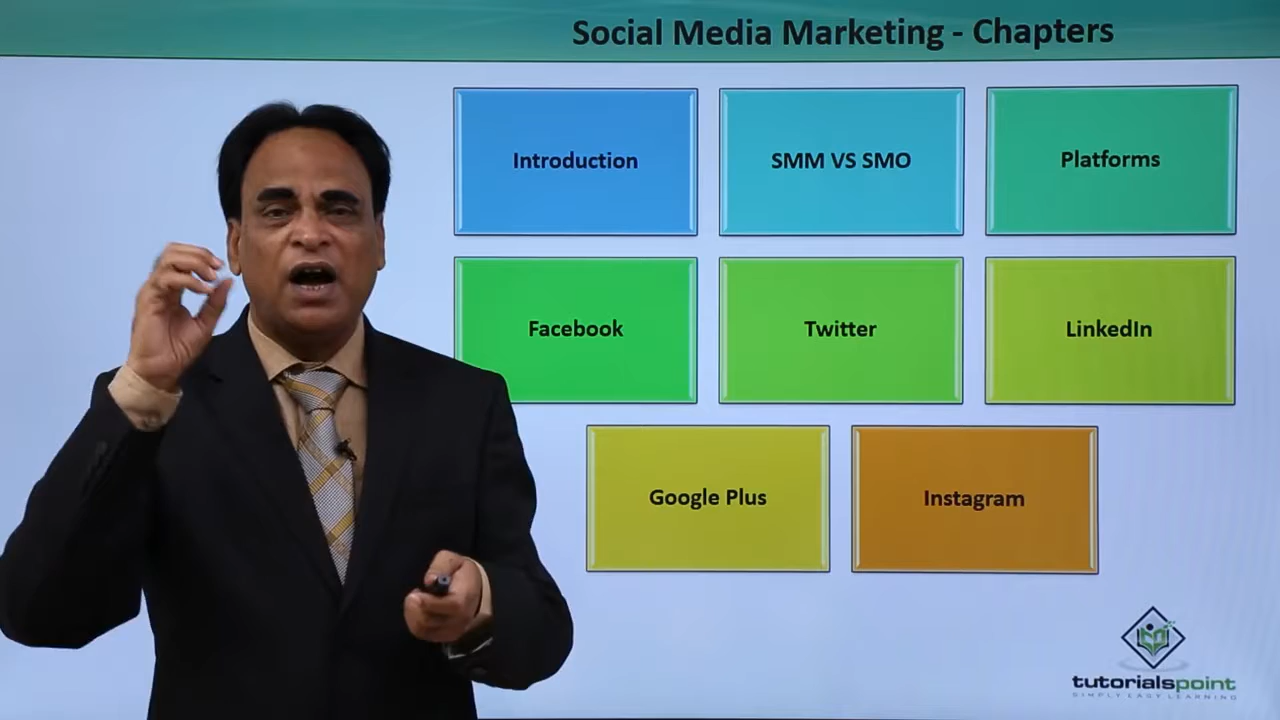 Social Media Marketing - Chapters
Introduction
SMM VS SMO
Platforms
Facebook
Twitter
LinkedIn
Google Plus
Instagram
tutorialspoint
SIMPLY EASY LEARNING